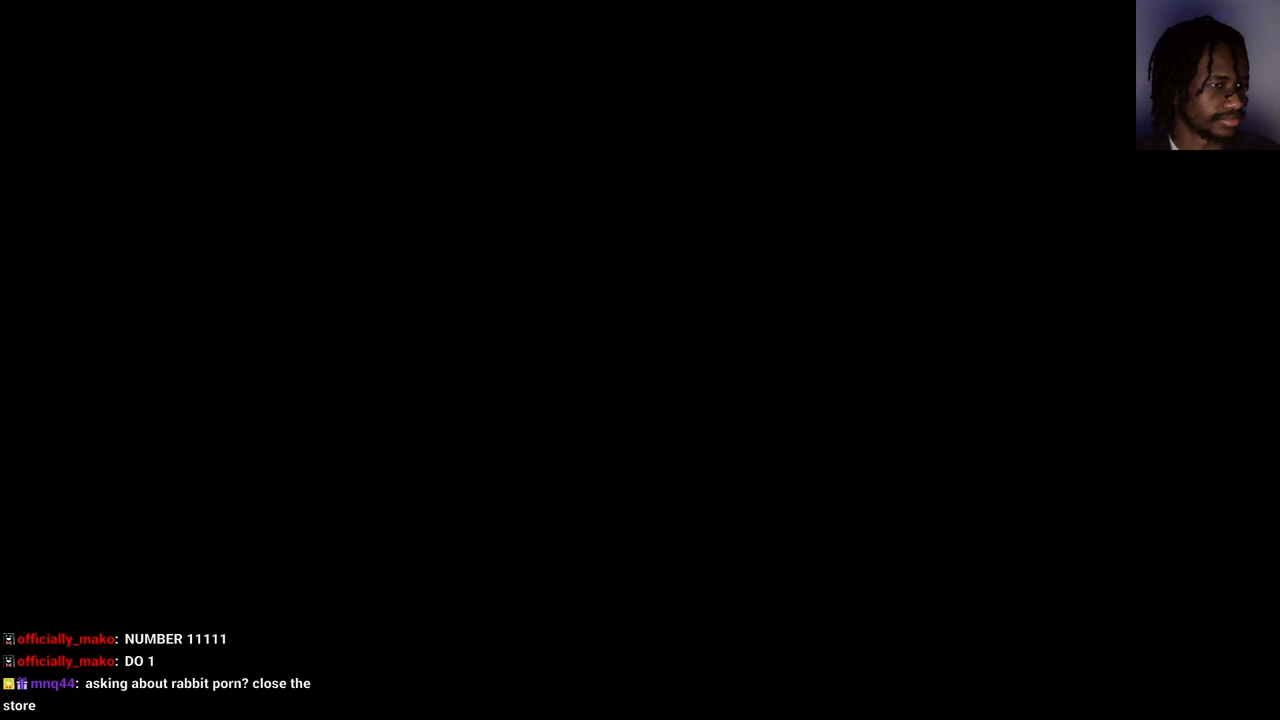 officially_mako: NUMBER 11111
officially_mako: DO 1
mnq44: asking about rabbit porn? close the
store